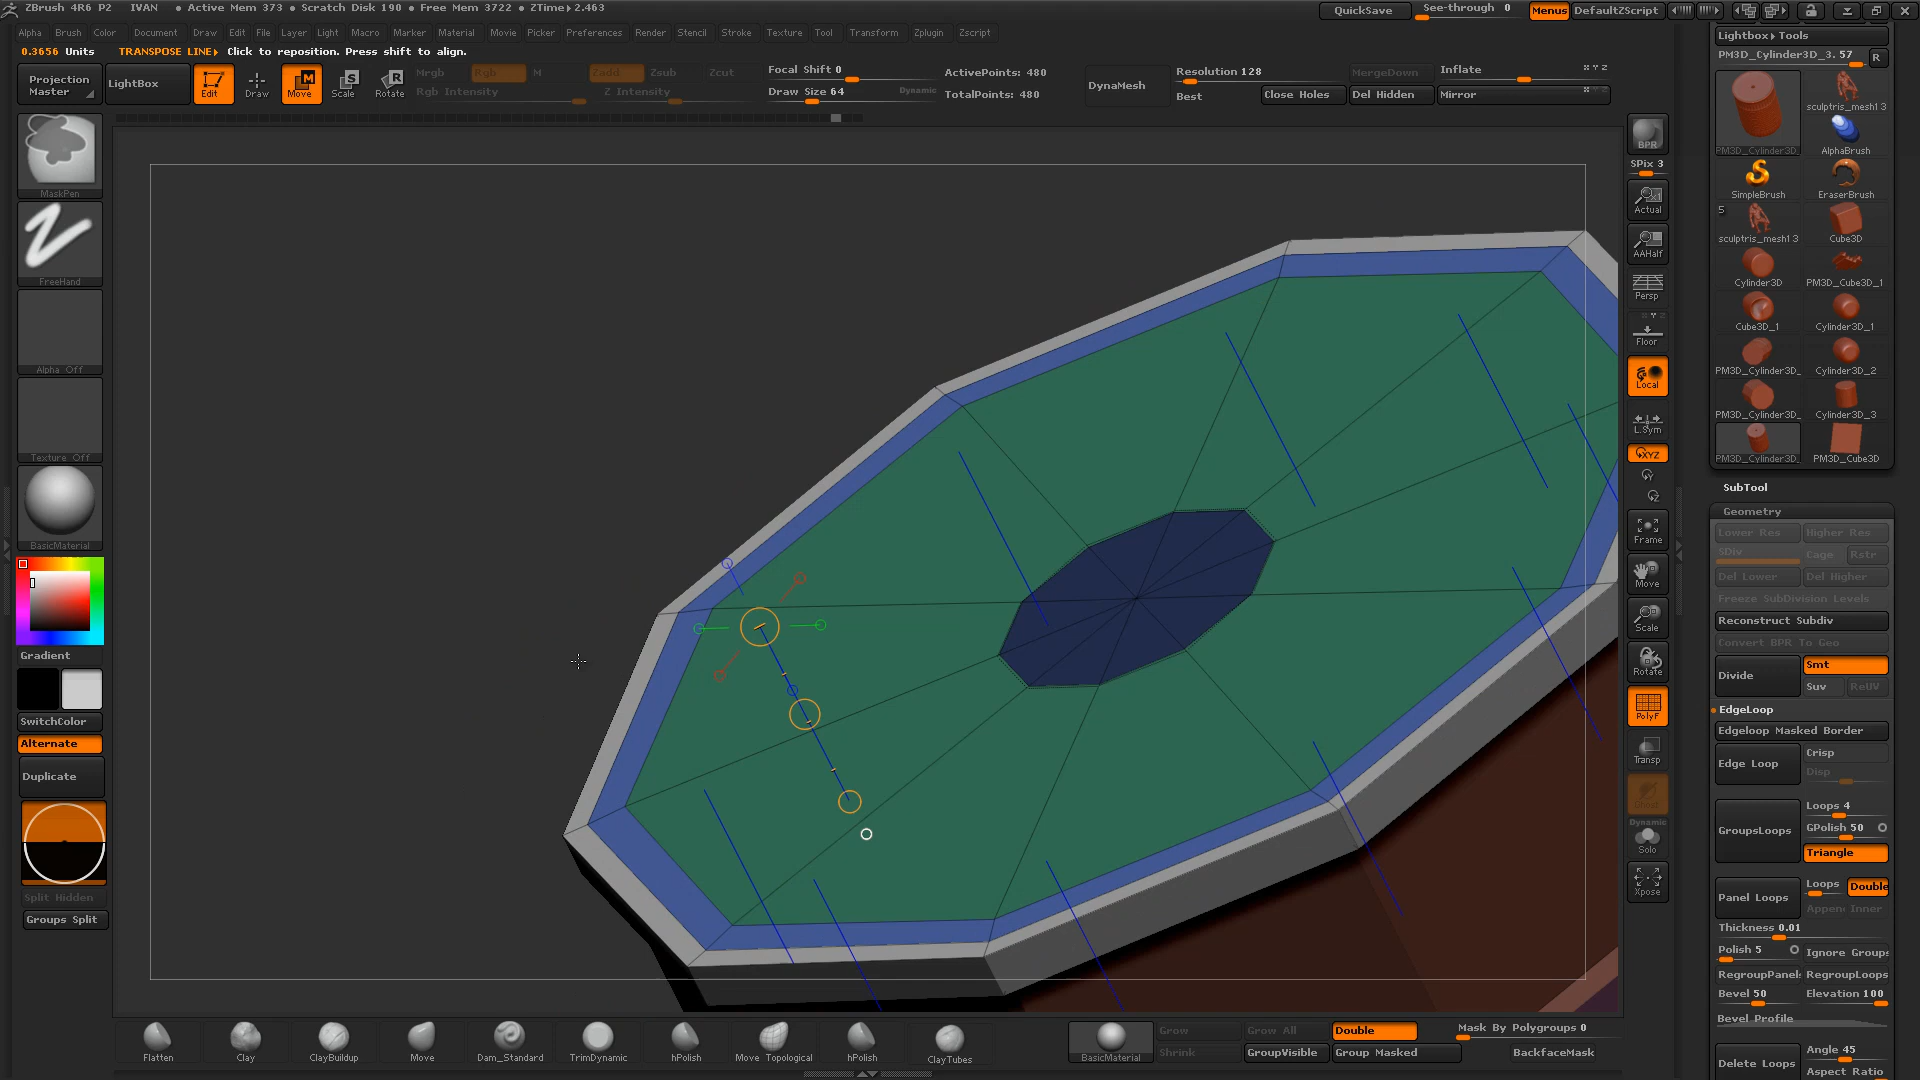 ZBrush 4R6 P2 IVAN • Active Mem 373 • Scratch Disk 190 • Free Mem 3722 • ZTime▸2.463 QuickSave See-through 0 Menus DefaultZScript
Alpha Brush Color Document Draw Edit File Layer Light Macro Marker Material Movie Picker Preferences Render Stencil Stroke Texture Tool Transform Zplugin Zscript
Lightbox▸Tools
0.3656 Units TRANSPOSE LINE▸ Click to reposition. Press shift to align.
PM3D_Cylinder3D_3. 57 R
Projection Master
LightBox
Edit
Draw
Move
Scale
Rotate
Mrgb Rgb M Zadd Zsub Zcut
Rgb Intensity Z Intensity
Focal Shift 0
Draw Size 64 Dynamic
ActivePoints: 480
TotalPoints: 480
DynaMesh
Resolution 128
Best
Close Holes
MergeDown
Del Hidden
Inflate
Mirror
MaskPen
FreeHand
Alpha Off
Texture Off
BasicMaterial
Gradient
SwitchColor
Alternate
Duplicate
Split Hidden
Groups Split
BPR
SPix 3
Actual
AAHalf
Persp
Floor
Local
L.Sym
XYZ
Frame
Move
Scale
Rotate
PolyF
Transp
Ghost
Dynamic
Solo
Xpose
PM3D_Cylinder3D_ sculptris_mesh13
AlphaBrush
SimpleBrush EraserBrush
5
sculptris_mesh13 Cube3D
Cylinder3D PM3D_Cube3D_1
Cube3D_1 Cylinder3D_1
PM3D_Cylinder3D_ Cylinder3D_2
PM3D_Cylinder3D_ Cylinder3D_3
PM3D_Cylinder3D_ PM3D_Cube3D
SubTool
Geometry
Lower Res Higher Res
SDiv Cage Rstr
Del Lower Del Higher
Freeze SubDivision Levels
Reconstruct Subdiv
Convert BPR To Geo
Divide Smt
Suv ReUV
EdgeLoop
Edgeloop Masked Border
Edge Loop Crisp
Disp
GroupsLoops Loops 4
GPolish 50
Triangle
Panel Loops Loops Double
Append Inner
Thickness 0.01
Polish 5 Ignore Groups
RegroupPanels RegroupLoops
Bevel 50 Elevation 100
Bevel Profile
Delete Loops Angle 45
Aspect Ratio
Flatten Clay ClayBuildup Move Dam_Standard TrimDynamic hPolish Move Topological hPolish ClayTubes
BasicMaterial
Grow Grow All Double Mask By Polygroups 0
Shrink GroupVisible Group Masked BackfaceMask